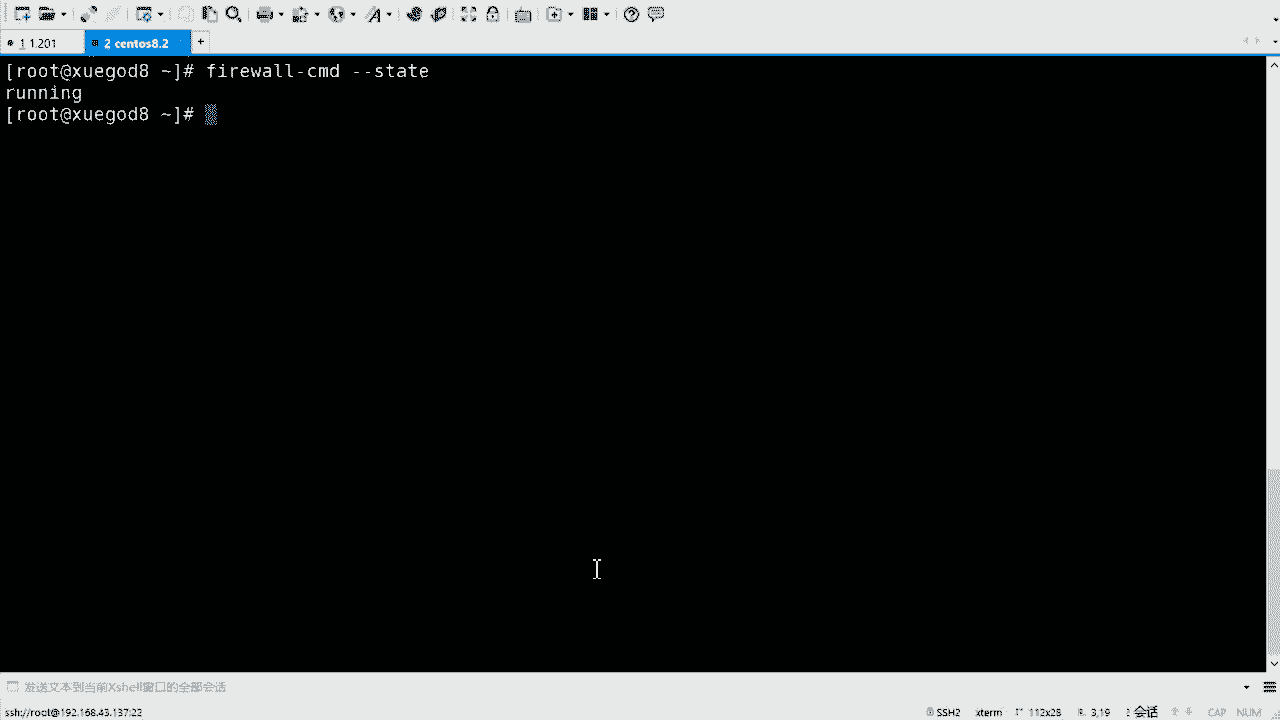 1 1.201
2 centos8.2
+
[root@xuegod8 ~]# firewall-cmd --state
running
[root@xuegod8 ~]#
发送文本到当前Xshell窗口的全部会话
ssh://root@192.168.43.137:22
SSH2 xterm 112x28 3,19 会话 CAP NUM